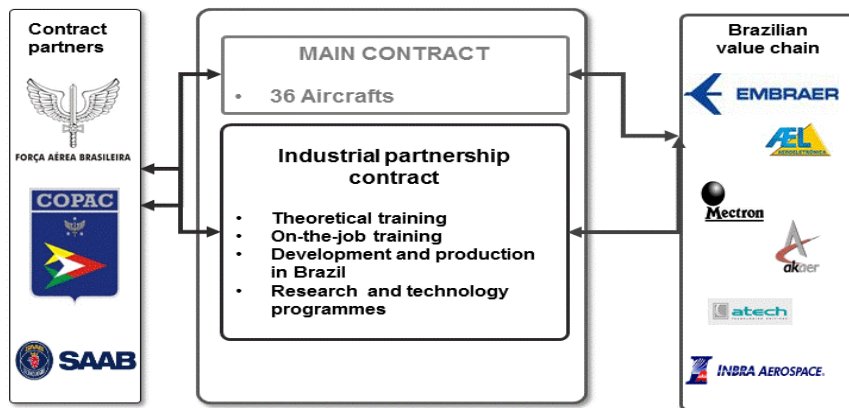 Contract
partners
FORÇA AÉREA BRASILEIRA
COPAC
SAAB
MAIN CONTRACT
• 36 Aircrafts
Industrial partnership
contract
• Theoretical training
• On-the-job training
• Development and production
in Brazil
• Research and technology
programmes
Brazilian
value chain
EMBRAER
AEL
AEROELETRÔNICA
Mectron
akaer
atech
INBRA AEROSPACE